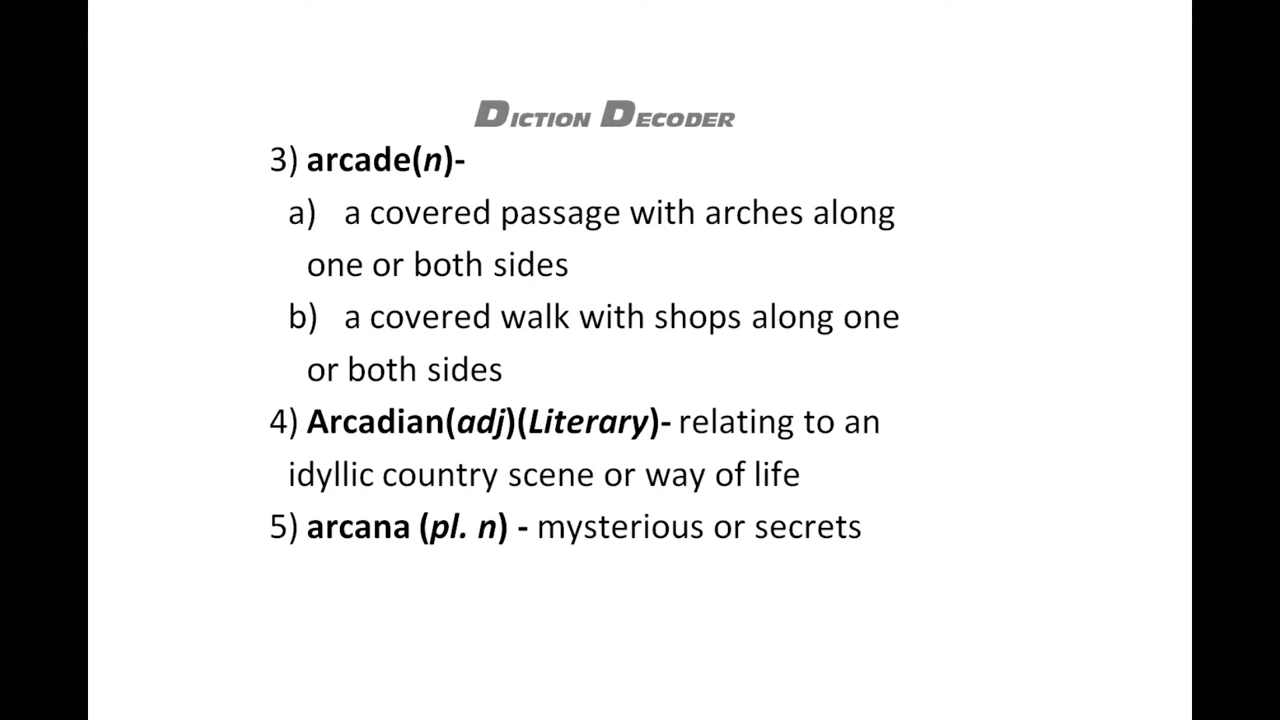 DICTION DECODER
3) arcade(n)-
a) a covered passage with arches along
one or both sides
b) a covered walk with shops along one
or both sides
4) Arcadian(adj)(Literary)- relating to an
idyllic country scene or way of life
5) arcana (pl. n) - mysterious or secrets